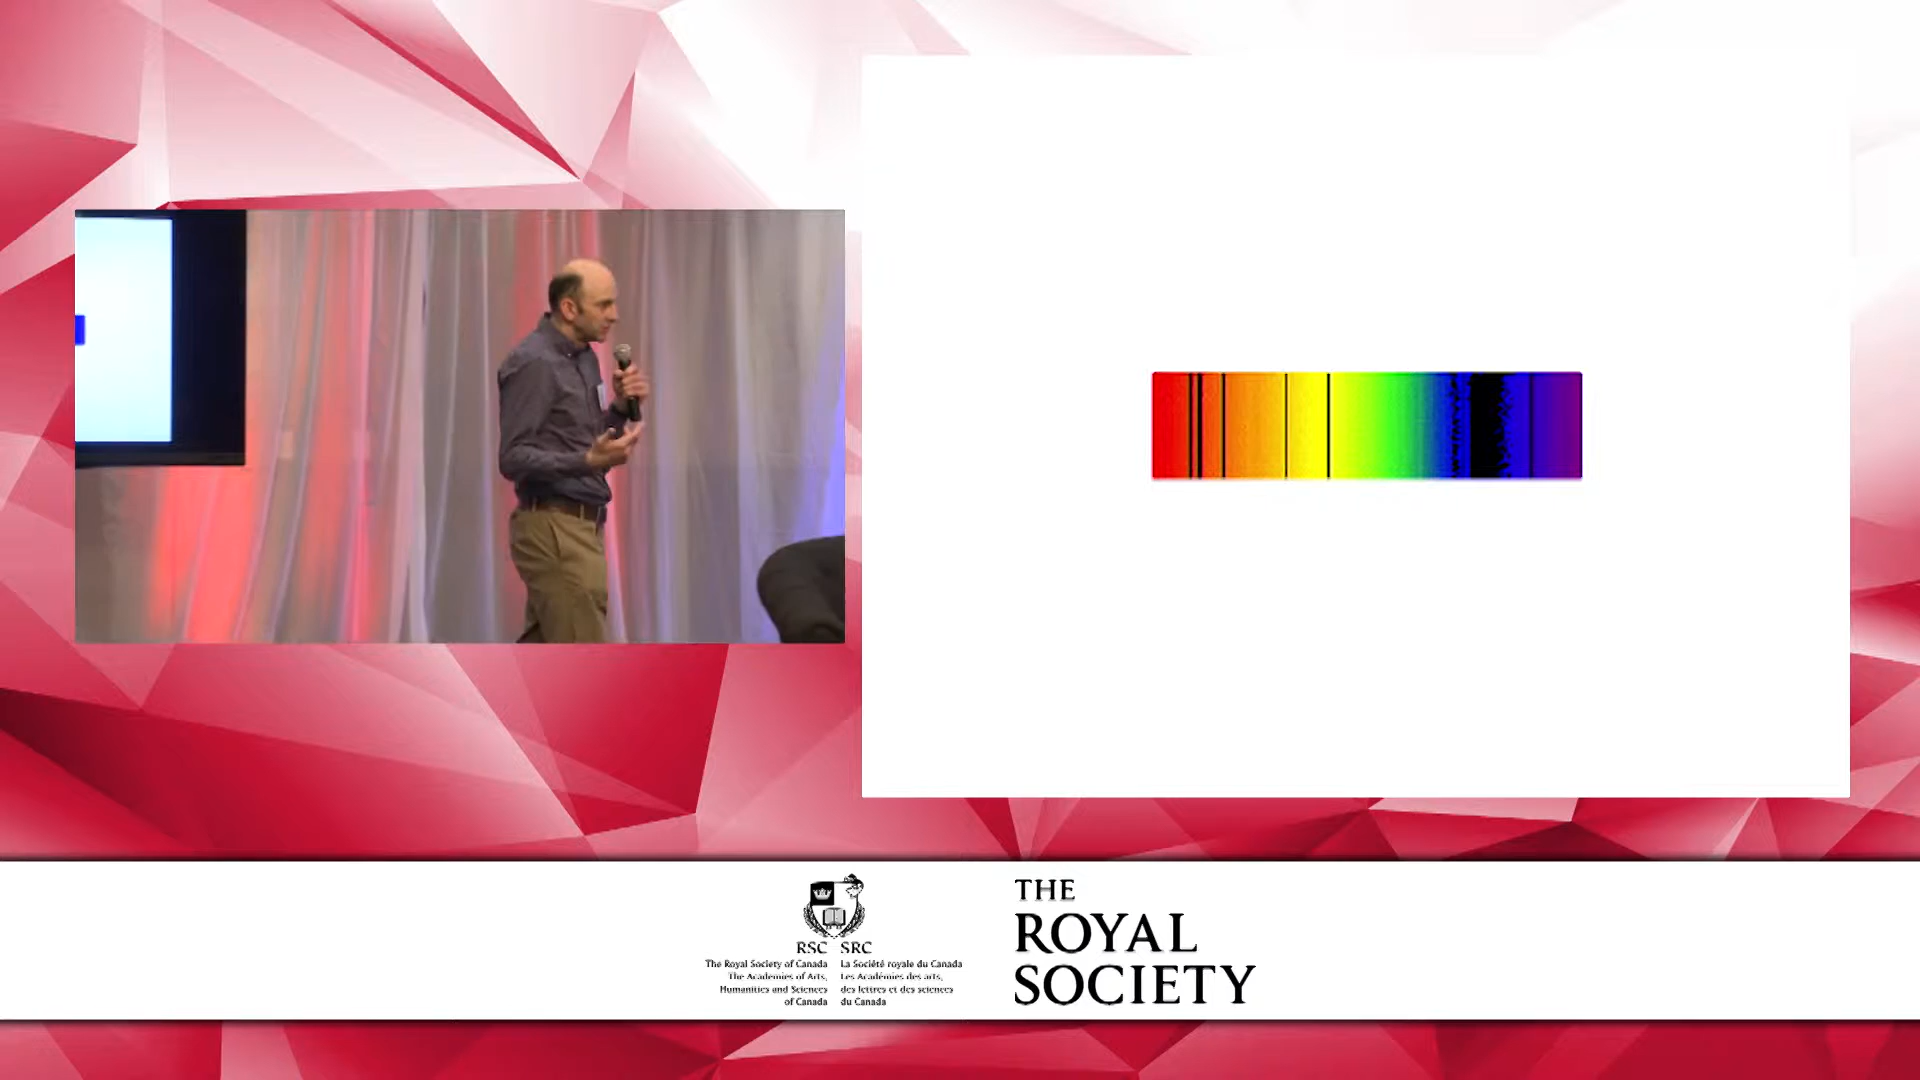 RSC SRC
The Royal Society of Canada
The Academies of Arts,
Humanities and Sciences
of Canada
La Société royale du Canada
Les Académies des arts,
des lettres et des sciences
du Canada
THE
ROYAL
SOCIETY